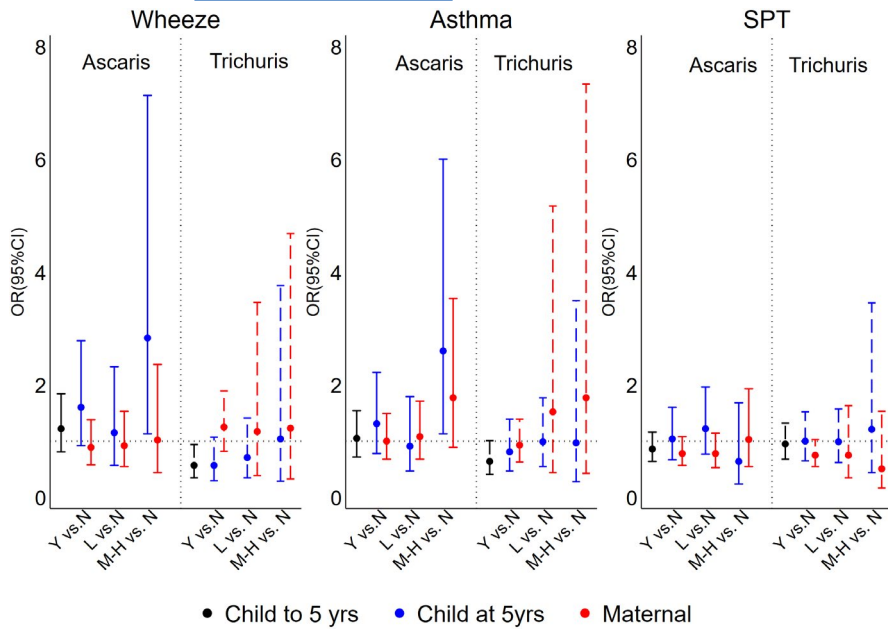 Wheeze
Asthma
SPT
OR(95%CI)
8
6
4
2
0
Ascaris
Trichuris
Y vs.N
L vs.N
M-H vs. N
Y vs.N
L vs. N
M-H vs.N
OR(95%CI)
8
6
4
2
0
Ascaris
Trichuris
Y vs.N
L vs.N
M-H vs. N
Y vs.N
L vs. N
M-H vs.N
OR(95%CI)
8
6
4
2
0
Ascaris
Trichuris
Y vs.N
L vs.N
M-H vs. N
Y vs.N
L vs. N
M-H vs.N
Child to 5 yrs
Child at 5yrs
Maternal